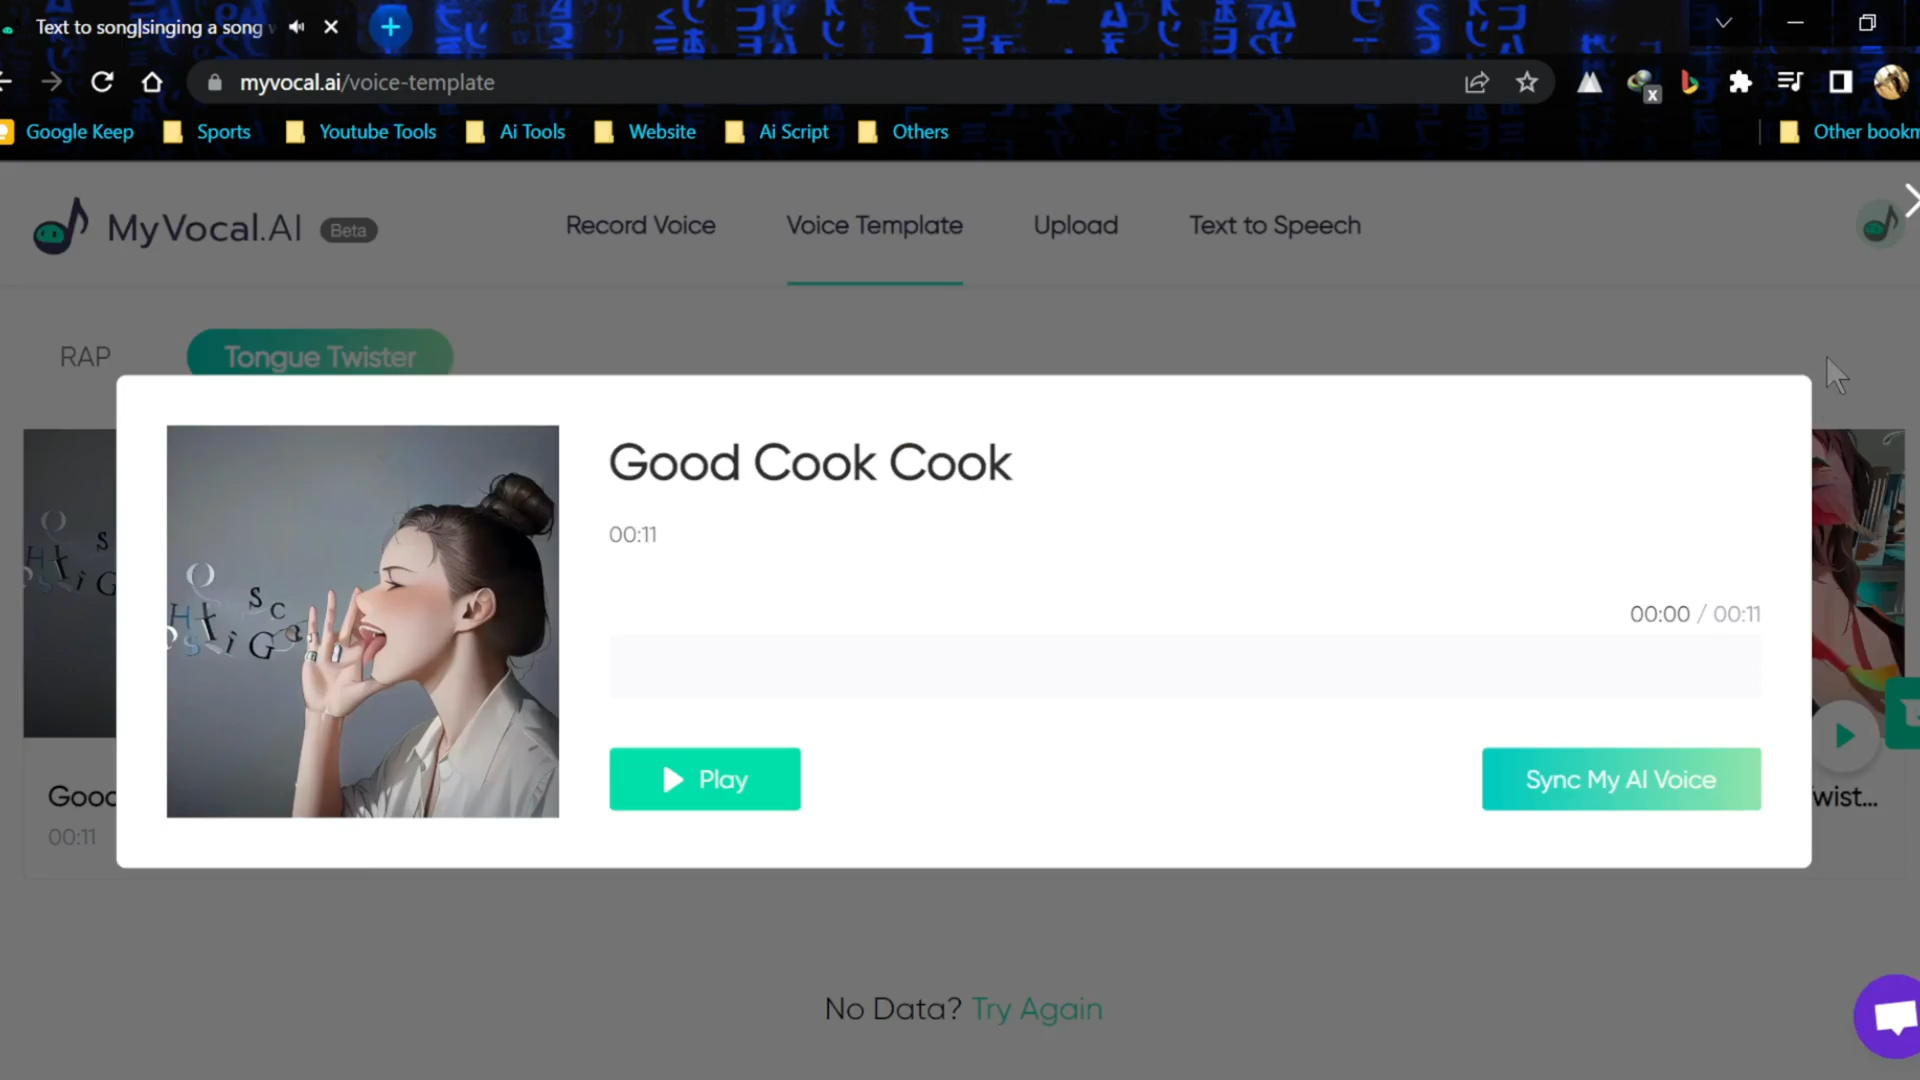 Text to song|singing a song
myvocal.ai/voice-template
Google Keep
Sports
Youtube Tools
Ai Tools
Website
Ai Script
Others
Other bookm
MyVocal.AI
Beta
Record Voice
Voice Template
Upload
Text to Speech
RAP
Tongue Twister
Good Cook Cook
00:11
00:00 / 00:11
Play
Sync My AI Voice
Good
00:11
wist...
No Data? Try Again